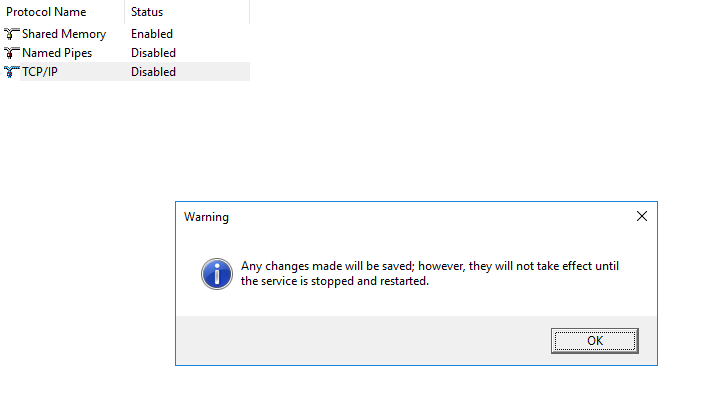 Protocol Name Status
Shared Memory Enabled
Named Pipes Disabled
TCP/IP Disabled
Warning
Any changes made will be saved; however, they will not take effect until
the service is stopped and restarted.
OK